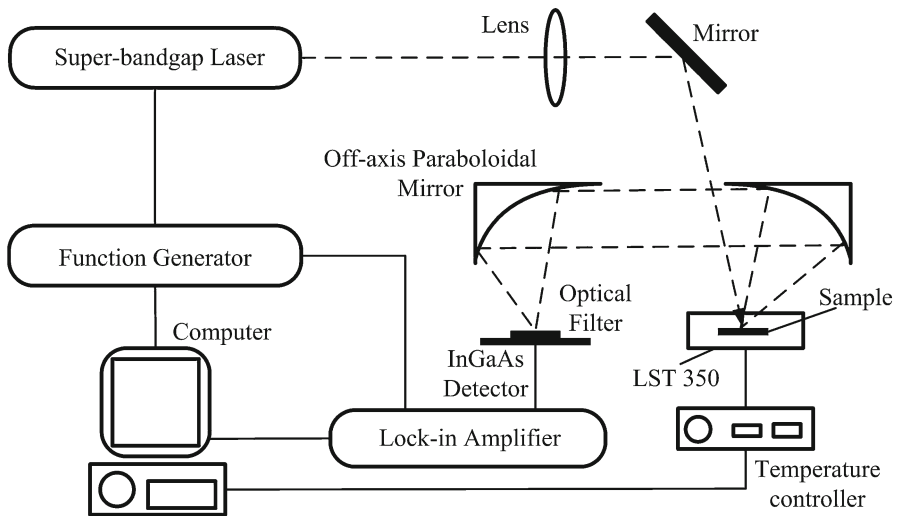 Lens
Mirror
Super-bandgap Laser
Off-axis Paraboloidal
Mirror
Function Generator
Optical
Filter
Sample
Computer
InGaAs
Detector
LST 350
Lock-in Amplifier
Temperature
controller